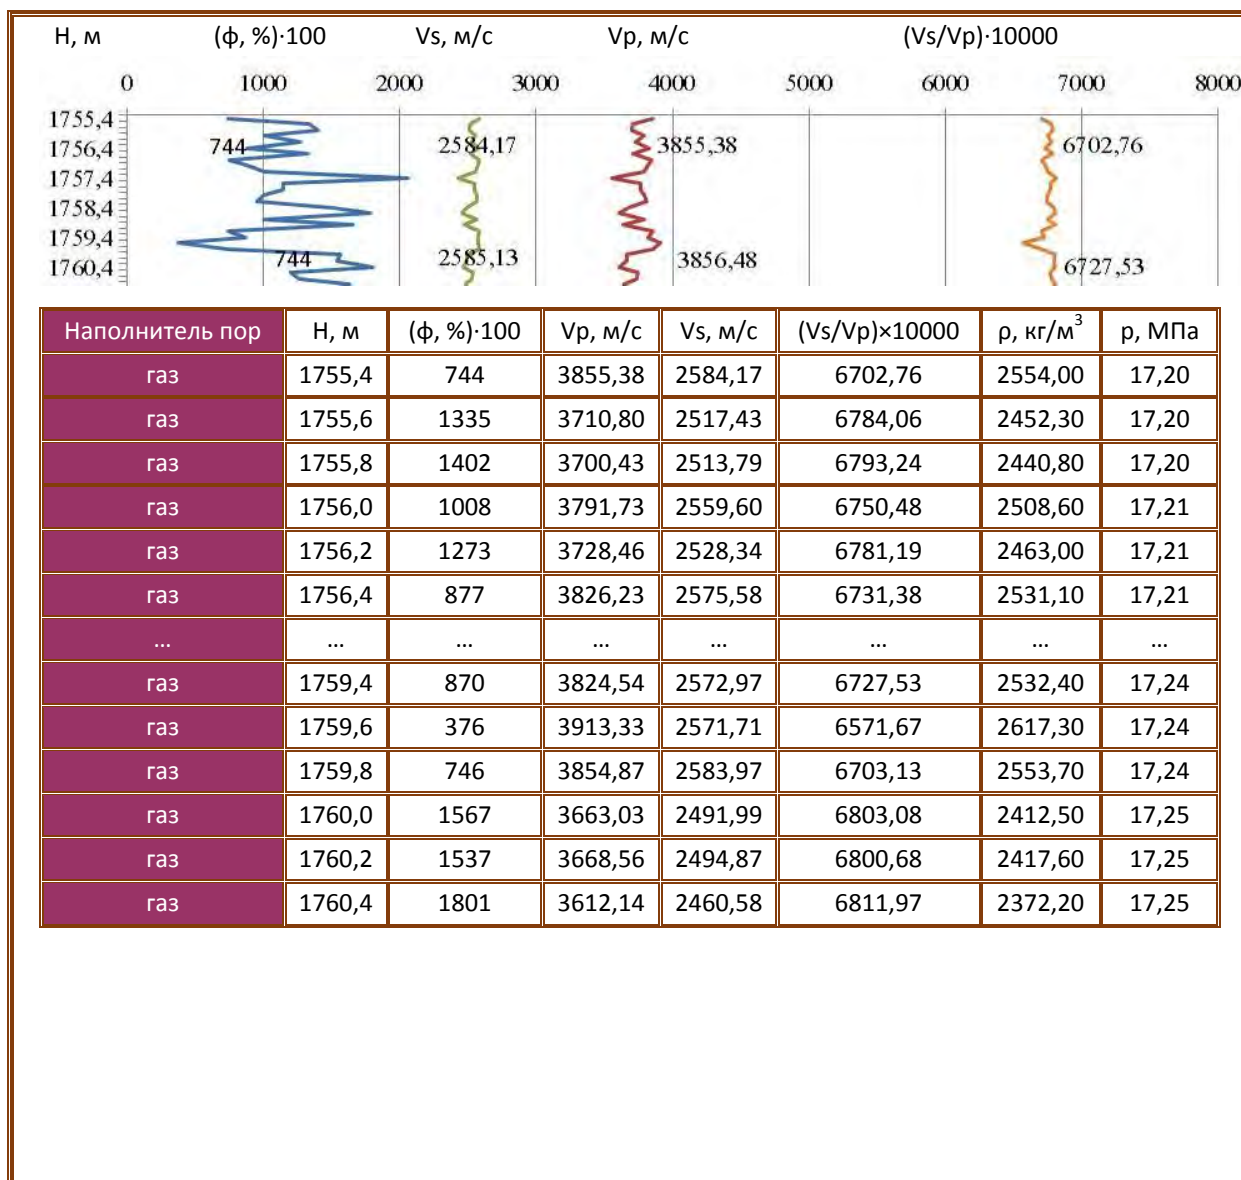 H, м (ϕ, %)·100 Vs, м/с Vp, м/с (Vs/Vp)·10000
0 1000 2000 3000 4000 5000 6000 7000 8000
1755,4
1756,4 744 2584,17 3855,38 6702,76
1757,4
1758,4
1759,4
1760,4 744 2585,13 3856,48 6727,53
Наполнитель пор H, м (ϕ, %)·100 Vp, м/с Vs, м/с (Vs/Vp)×10000 ρ, кг/м³ p, МПа
газ 1755,4 744 3855,38 2584,17 6702,76 2554,00 17,20
газ 1755,6 1335 3710,80 2517,43 6784,06 2452,30 17,20
газ 1755,8 1402 3700,43 2513,79 6793,24 2440,80 17,20
газ 1756,0 1008 3791,73 2559,60 6750,48 2508,60 17,21
газ 1756,2 1273 3728,46 2528,34 6781,19 2463,00 17,21
газ 1756,4 877 3826,23 2575,58 6731,38 2531,10 17,21
... ... ... ... ... ... ... ...
газ 1759,4 870 3824,54 2572,97 6727,53 2532,40 17,24
газ 1759,6 376 3913,33 2571,71 6571,67 2617,30 17,24
газ 1759,8 746 3854,87 2583,97 6703,13 2553,70 17,24
газ 1760,0 1567 3663,03 2491,99 6803,08 2412,50 17,25
газ 1760,2 1537 3668,56 2494,87 6800,68 2417,60 17,25
газ 1760,4 1801 3612,14 2460,58 6811,97 2372,20 17,25